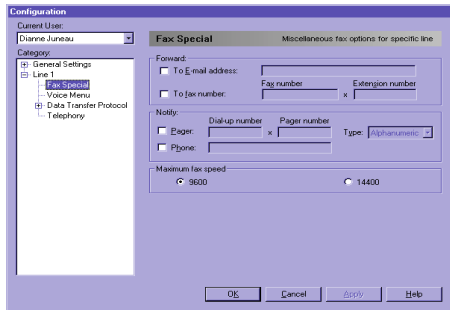 Configuration
Current User:
Dianne Juneau
Category:
General Settings
Line 1
Fax Special
Voice Menu
Data Transfer Protocol
Telephony
Fax Special Miscellaneous fax options for specific line
Forward:
To E-mail address:
Fax number Extension number
To fax number: x
Notify:
Dial-up number Pager number
Pager: x Type: Alphanumeric
Phone:
Maximum fax speed
9600 14400
OK Cancel Apply Help